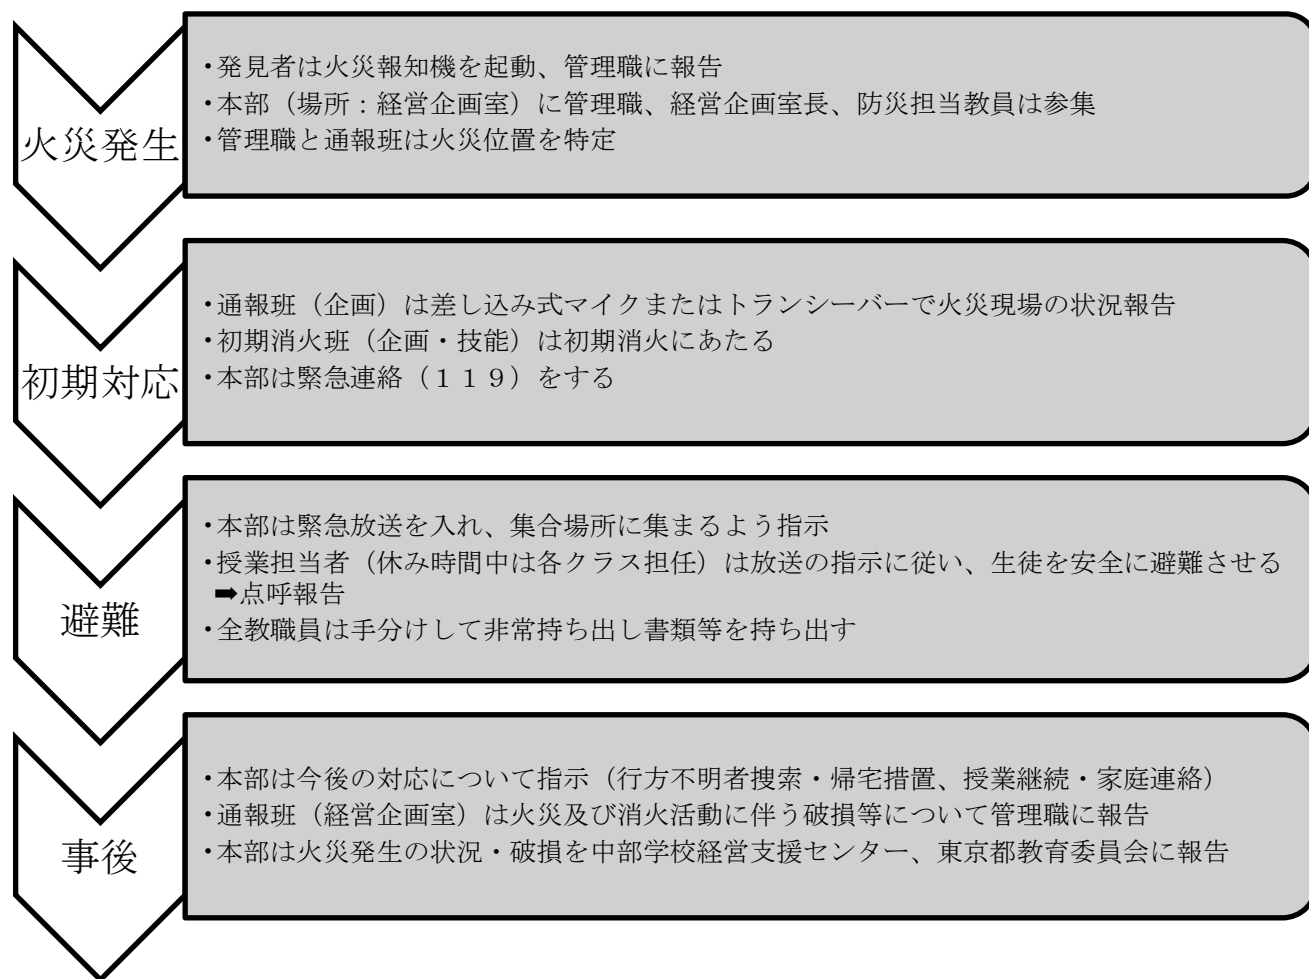 火災発生
・発見者は火災報知機を起動、管理職に報告
・本部（場所：経営企画室）に管理職、経営企画室長、防災担当教員は参集
・管理職と通報班は火災位置を特定
初期対応
・通報班（企画）は差し込み式マイクまたはトランシーバーで火災現場の状況報告
・初期消火班（企画・技能）は初期消火にあたる
・本部は緊急連絡（１１９）をする
避難
・本部は緊急放送を入れ、集合場所に集まるよう指示
・授業担当者（休み時間中は各クラス担任）は放送の指示に従い、生徒を安全に避難させる
➡点呼報告
・全教職員は手分けして非常持ち出し書類等を持ち出す
事後
・本部は今後の対応について指示（行方不明者捜索・帰宅措置、授業継続・家庭連絡）
・通報班（経営企画室）は火災及び消火活動に伴う破損等について管理職に報告
・本部は火災発生の状況・破損を中部学校経営支援センター、東京都教育委員会に報告